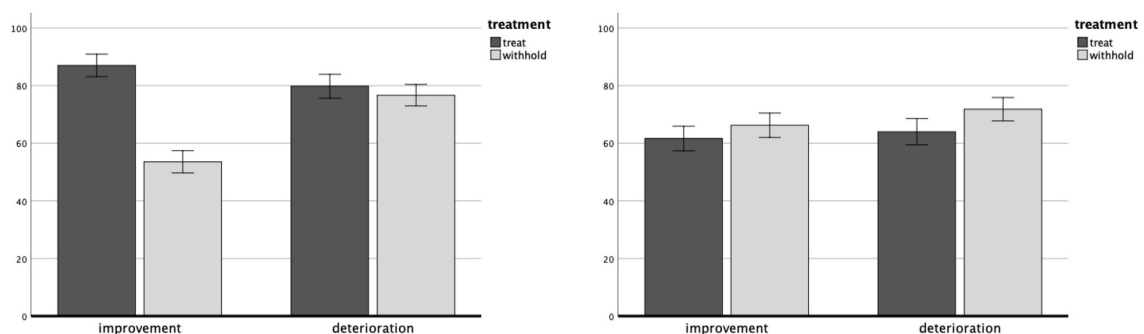 treatment
treat
withhold
100
80
60
40
20
0
improvement deterioration
treatment
treat
withhold
100
80
60
40
20
0
improvement deterioration